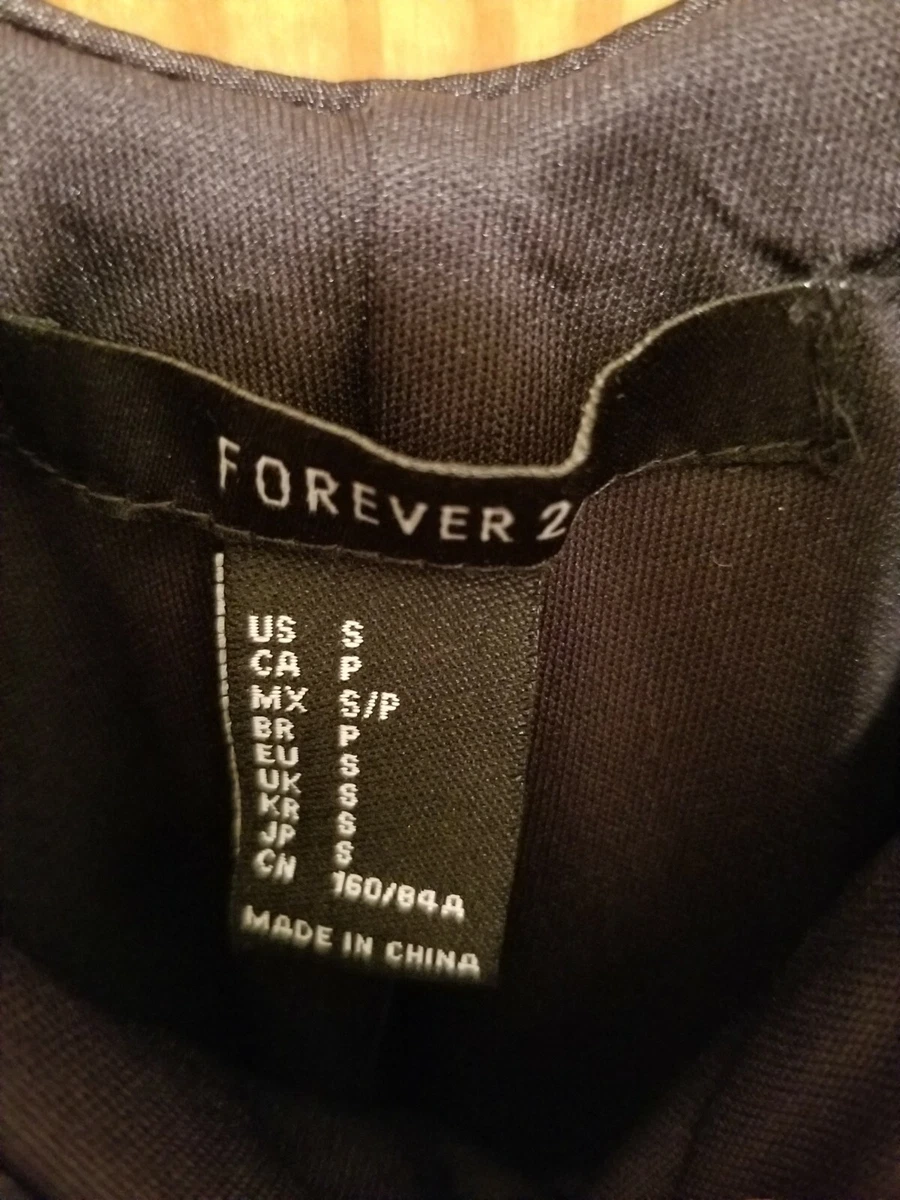 FOREVER 2
US S
CA P
MX S/P
BR P
EU S
UK S
KR S
JP S
CN 160/84A
MADE IN CHINA